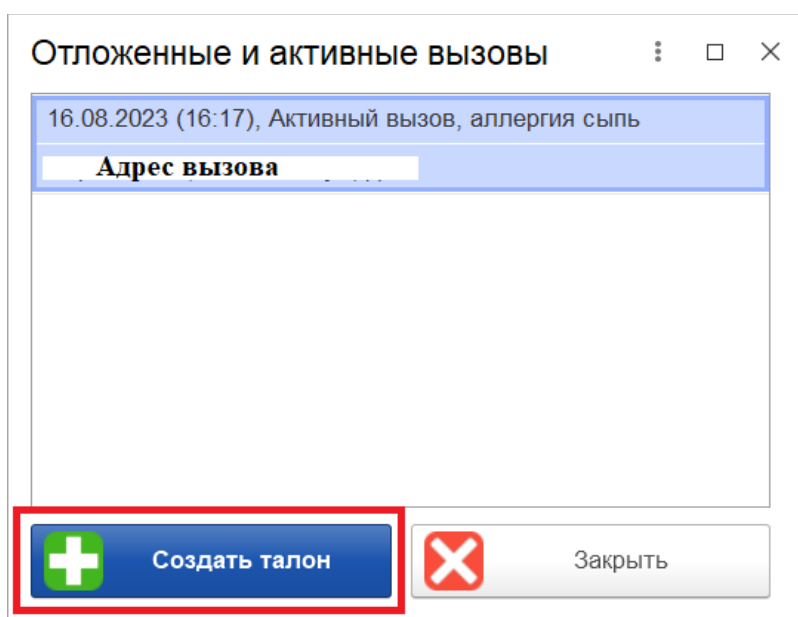 Отложенные и активные вызовы
16.08.2023 (16:17), Активный вызов, аллергия сыпь
Адрес вызова
Создать талон
Закрыть